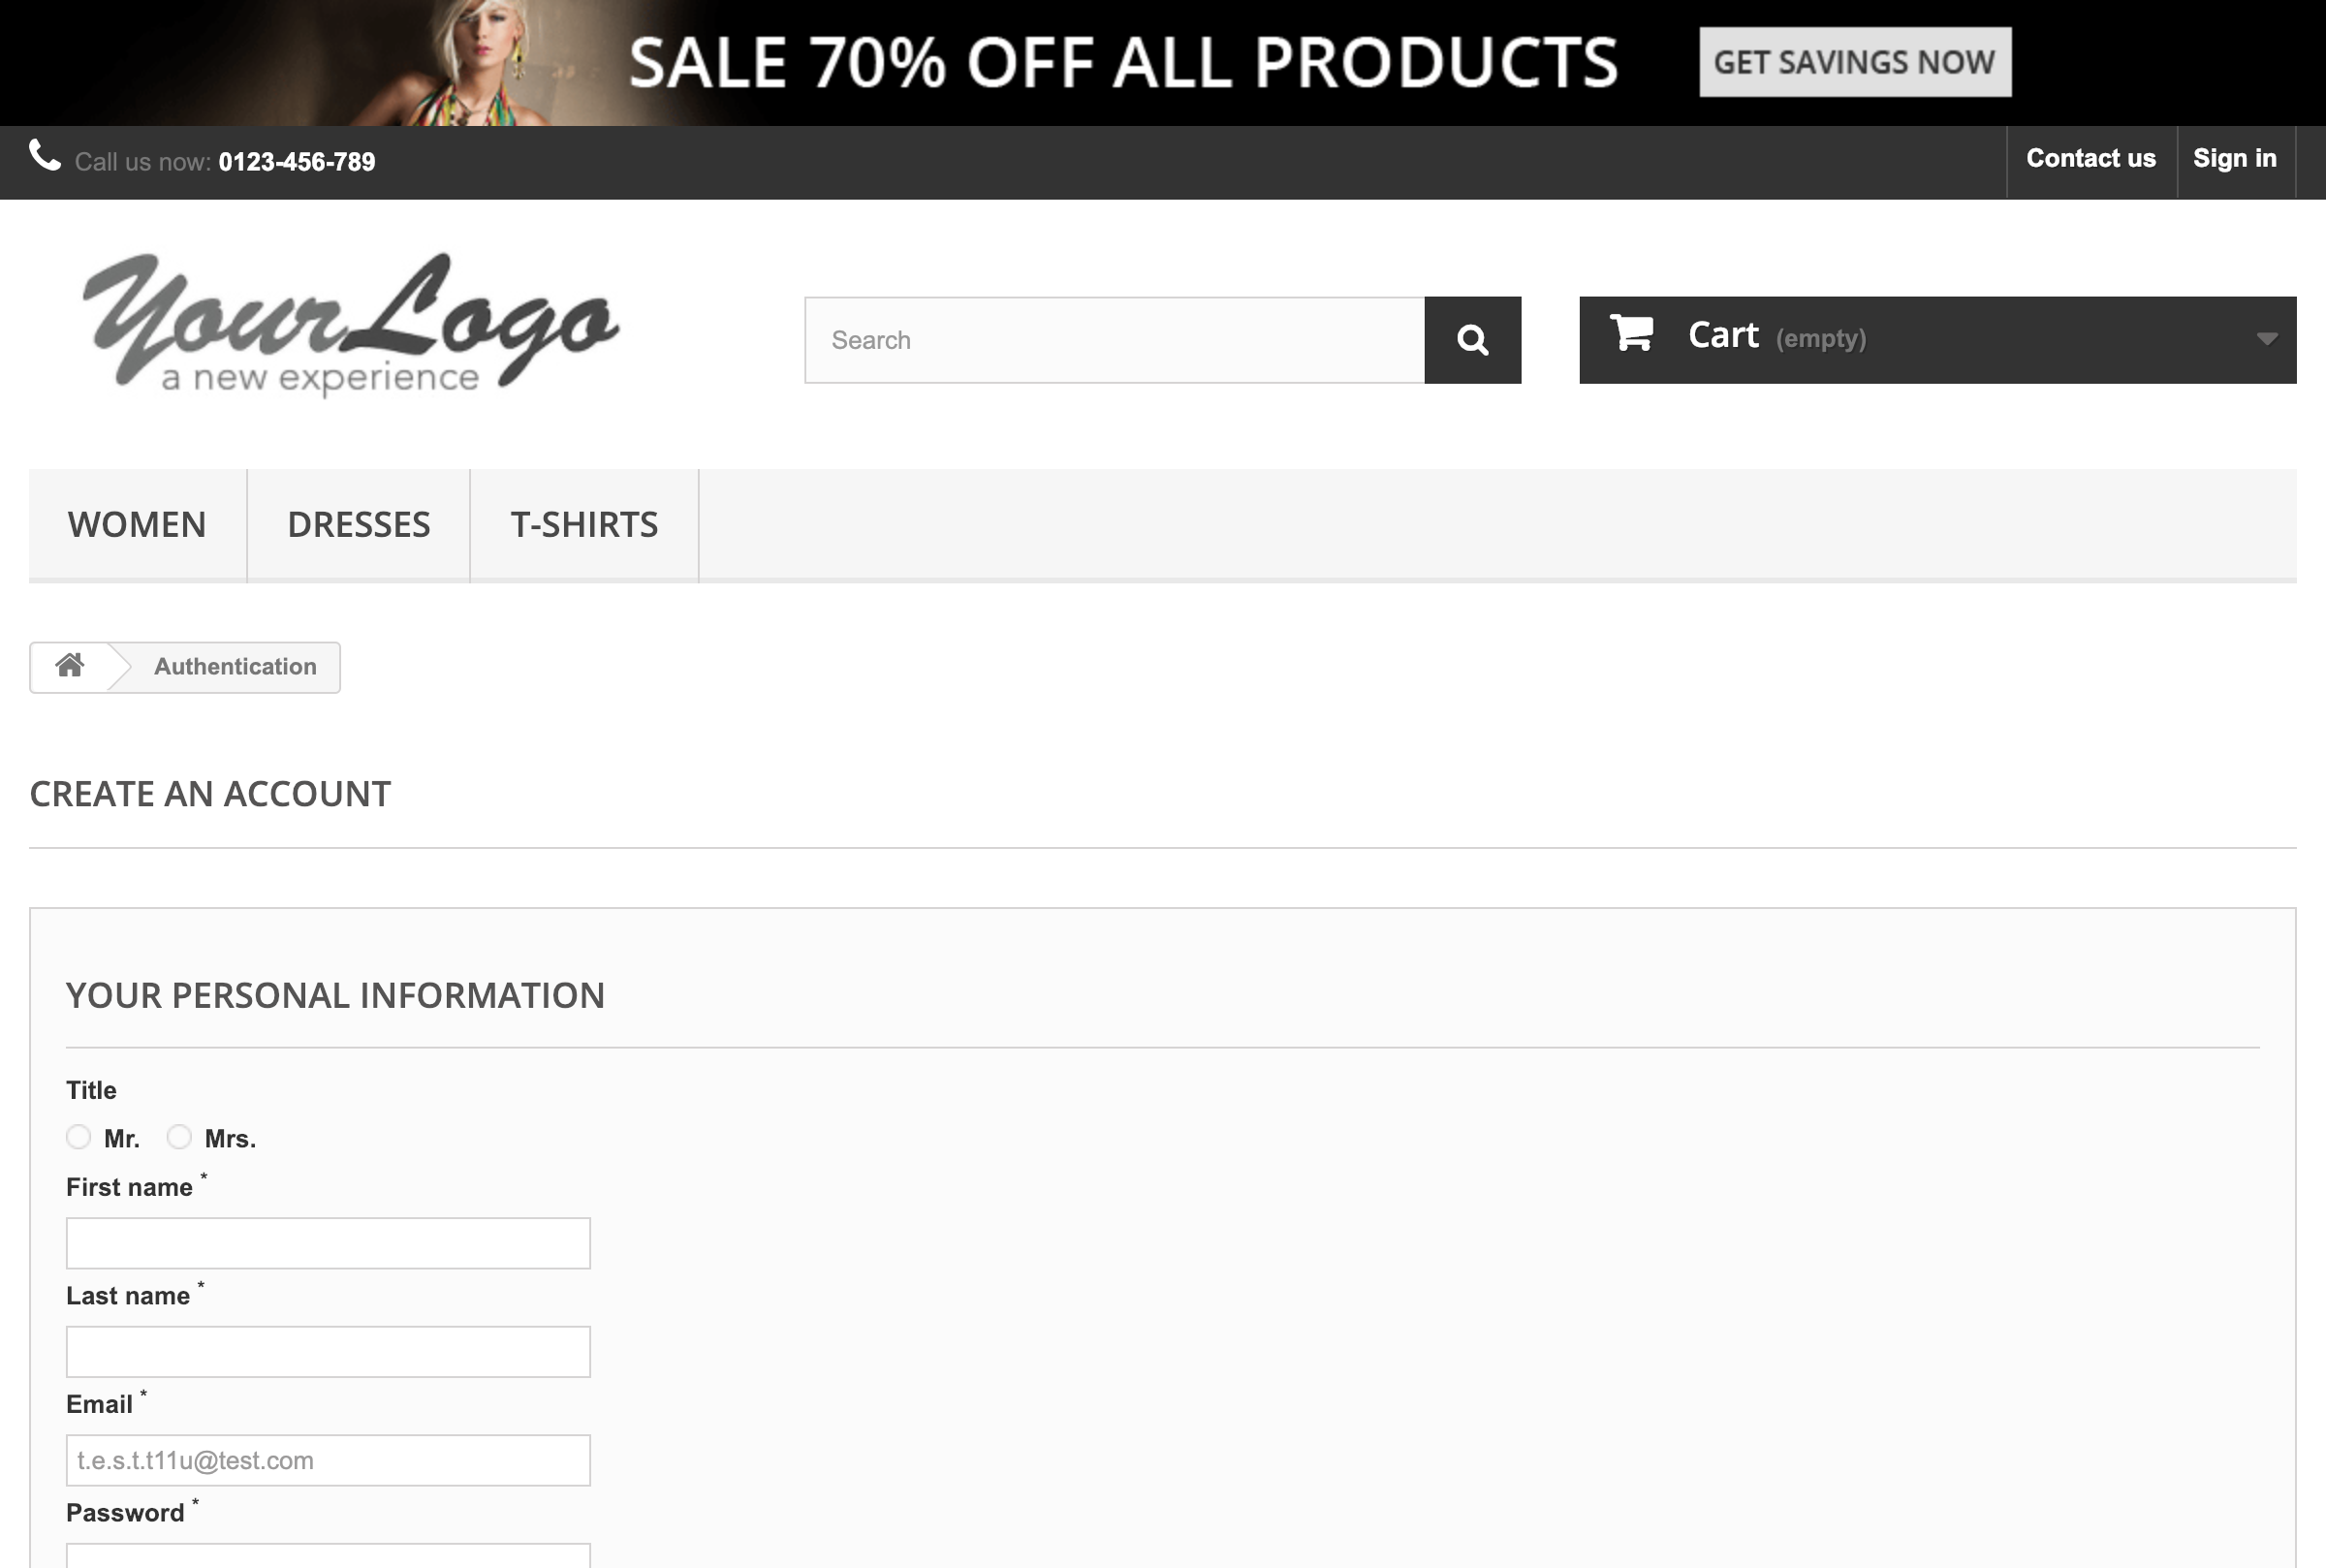 SALE 70% OFF ALL PRODUCTS GET SAVINGS NOW
Call us now: 0123-456-789 Contact us Sign in
Your Logo
a new experience
Search
Cart (empty)
WOMEN DRESSES T-SHIRTS
Authentication
CREATE AN ACCOUNT
YOUR PERSONAL INFORMATION
Title
Mr. Mrs.
First name *
Last name *
Email *
t.e.s.t.t11u@test.com
Password *